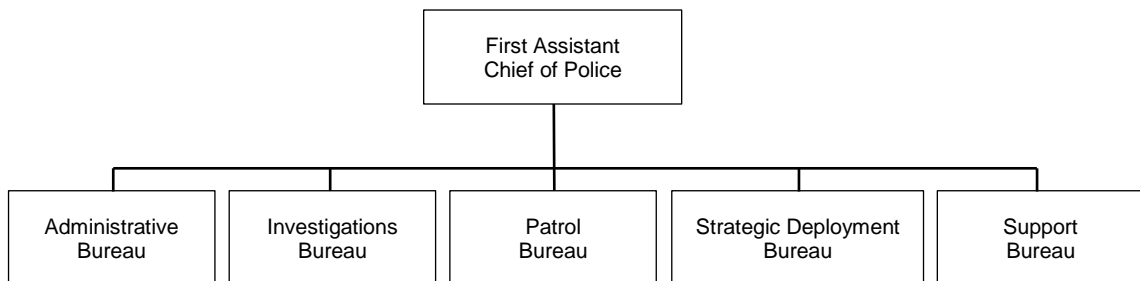 First Assistant
Chief of Police
Administrative
Bureau
Investigations
Bureau
Patrol
Bureau
Strategic Deployment
Bureau
Support
Bureau